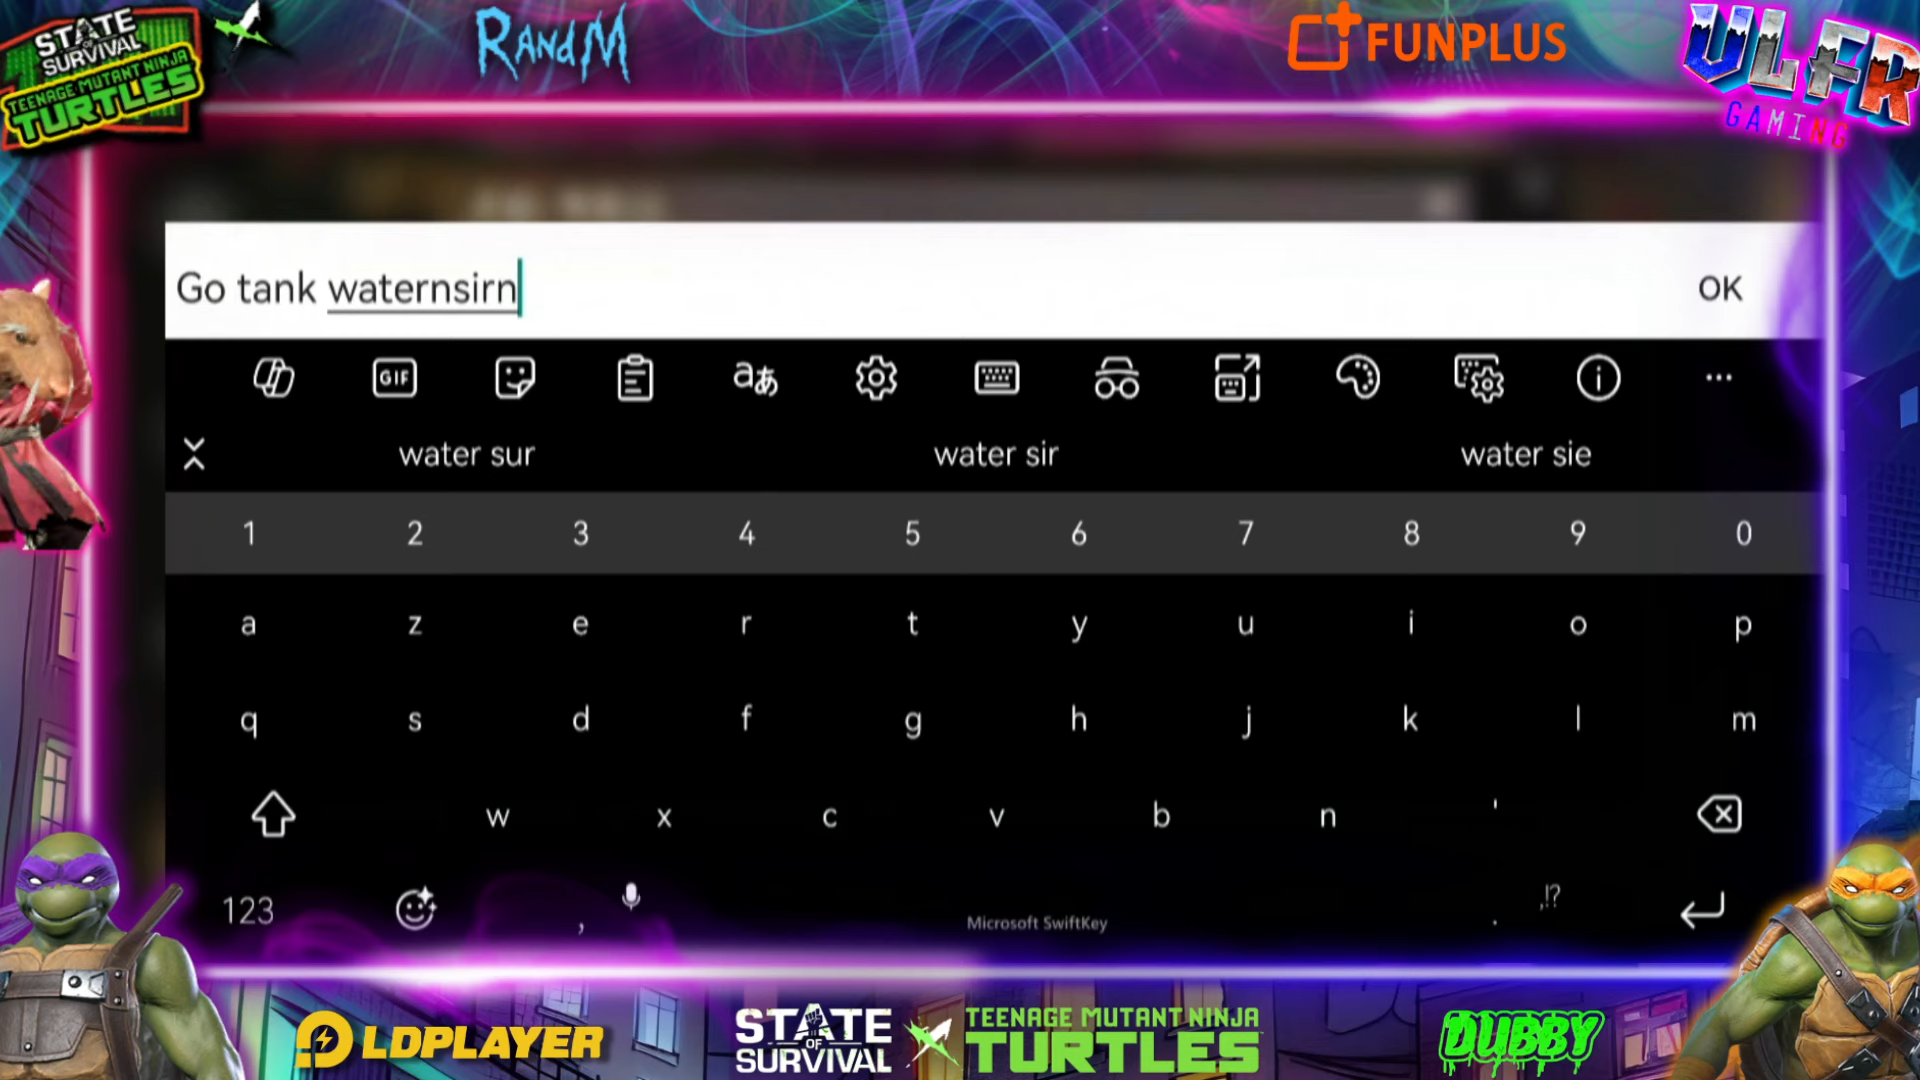 STATE OF SURVIVAL
TEENAGE MUTANT NINJA
TURTLES
RANDM
FUNPLUS
ULFR
GAMING
Go tank waternsirn
OK
GIF
aあ
water sur
water sir
water sie
1 2 3 4 5 6 7 8 9 0
a z e r t y u i o p
q s d f g h j k l m
w x c v b n '
123 , Microsoft SwiftKey . ,!?
LDPLAYER
STATE OF SURVIVAL
TEENAGE MUTANT NINJA
TURTLES
DUBBY